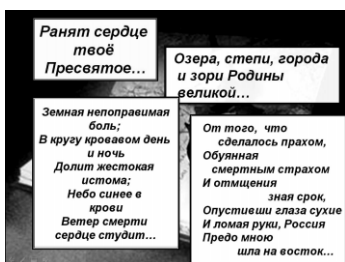 Ранят сердце
твоё
Пресвятое…
Озера, степи, города
и зори Родины
великой…
Земная непоправимая
боль;
В кругу кровавом день
и ночь
Долит жестокая
истома;
Небо синее в
крови
Ветер смерти
сердце студит…
От того, что
сделалось прахом,
Обуянная
смертным страхом
И отмщения
зная срок,
Опустивши глаза сухие
И ломая руки, Россия
Предо мною
шла на восток…